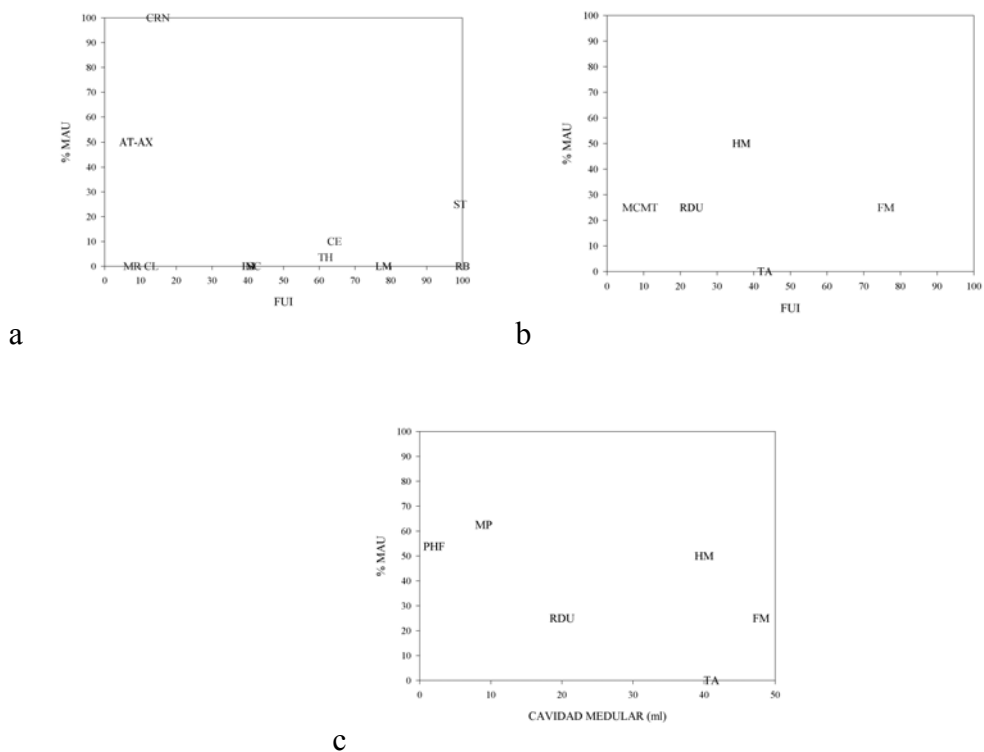 100
90
80
70
60
50
40
30
20
10
0
% MAU
CRN
AT-AX
ST
CE
TH
MR CL
LM
RB
0 10 20 30 40 50 60 70 80 90 100
FUI
a
100
90
80
70
60
50
40
30
20
10
0
% MAU
HM
MCMT RDU FM
TA
0 10 20 30 40 50 60 70 80 90 100
FUI
b
100
90
80
70
60
50
40
30
20
10
0
% MAU
MP
PHF
HM
RDU FM
TA
0 10 20 30 40 50
CAVIDAD MEDULAR (ml)
c